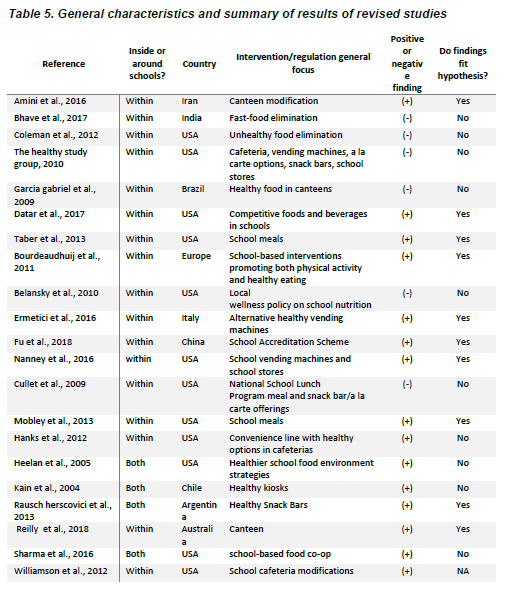 Table 5. General characteristics and summary of results of revised studies
Reference Inside or around schools? Country Intervention/regulation general focus Positive or negativ e finding Do findings fit hypothesis?
Amini et al., 2016 Within Iran Canteen modification (+) Yes
Bhave et al., 2017 Within India Fast-food elimination (-) No
Coleman et al., 2012 Within USA Unhealthy food elimination (-) No
The healthy study Within USA Cafeteria, vending machines, a la (-) No
group, 2010 carte options, snack bars, school
stores
Garcia gabriel et al., Within Brazil Healthy food in canteens (-) No
2009
Datar et al., 2017 Within USA Competitive foods and beverages (+) Yes
in schools
Taber et al., 2013 Within USA School meals (+) Yes
Bourdeaudhuij et al., Within Europe School-based interventions (+) Yes
2011 promoting both physical activity
and healthy eating
Belansky et al., 2010 Within USA Local (-) No
wellness policy on school nutrition
Ermetici et al., 2016 Within Italy Alternative healthy vending (+) Yes
machines
Fu et al., 2018 Within China School Accreditation Scheme (+) Yes
Nanney et al., 2016 within USA School vending machines and (+) Yes
school stores
Cullet et al., 2009 Within USA National School Lunch (-) No
Program meal and snack bar/a la
carte offerings
Mobley et al., 2013 Within USA School meals (+) Yes
Hanks et al., 2012 Within USA Convenience line with healthy (+) No
options in cafeterias
Heelan et al., 2005 Both USA Healthier school food environment (+) No
strategies
Kain et al., 2004 Both Chile Healthy kiosks (+) No
Rausch herscovici et al., Both Argentin Healthy Snack Bars (+) Yes
2013 a
Reilly et al., 2018 Within Australi Canteen (+) Yes
a
Sharma et al., 2016 Both USA school-based food co-op (+) No
Williamson et al., 2012 Within USA School cafeteria modifications (+) NA